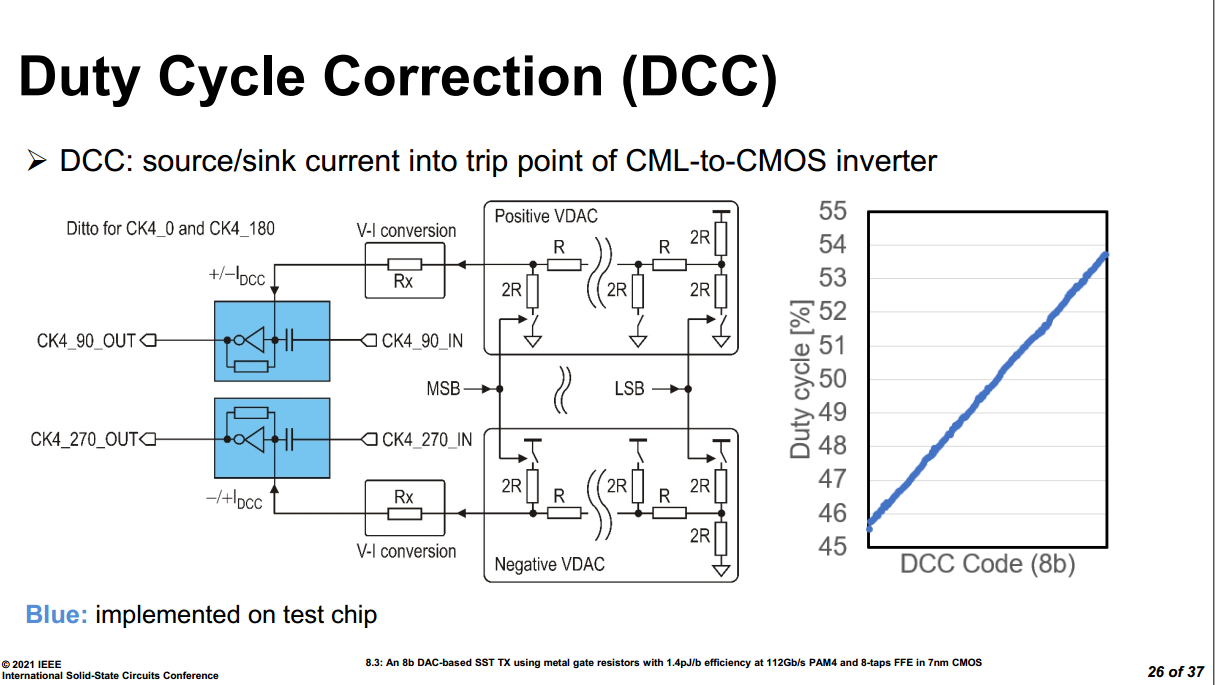 Duty Cycle Correction (DCC)
➢ DCC: source/sink current into trip point of CML-to-CMOS inverter
Ditto for CK4_0 and CK4_180
V-I conversion
Rx
+/−IDCC
CK4_90_OUT
CK4_90_IN
Positive VDAC
R
R
2R
2R
2R
2R
MSB
LSB
CK4_270_OUT
CK4_270_IN
−/+IDCC
Rx
V-I conversion
2R
R
2R
R
2R
2R
Negative VDAC
Duty cycle [%]
55
54
53
52
51
50
49
48
47
46
45
DCC Code (8b)
Blue: implemented on test chip
© 2021 IEEE
International Solid-State Circuits Conference
8.3: An 8b DAC-based SST TX using metal gate resistors with 1.4pJ/b efficiency at 112Gb/s PAM4 and 8-taps FFE in 7nm CMOS
26 of 37